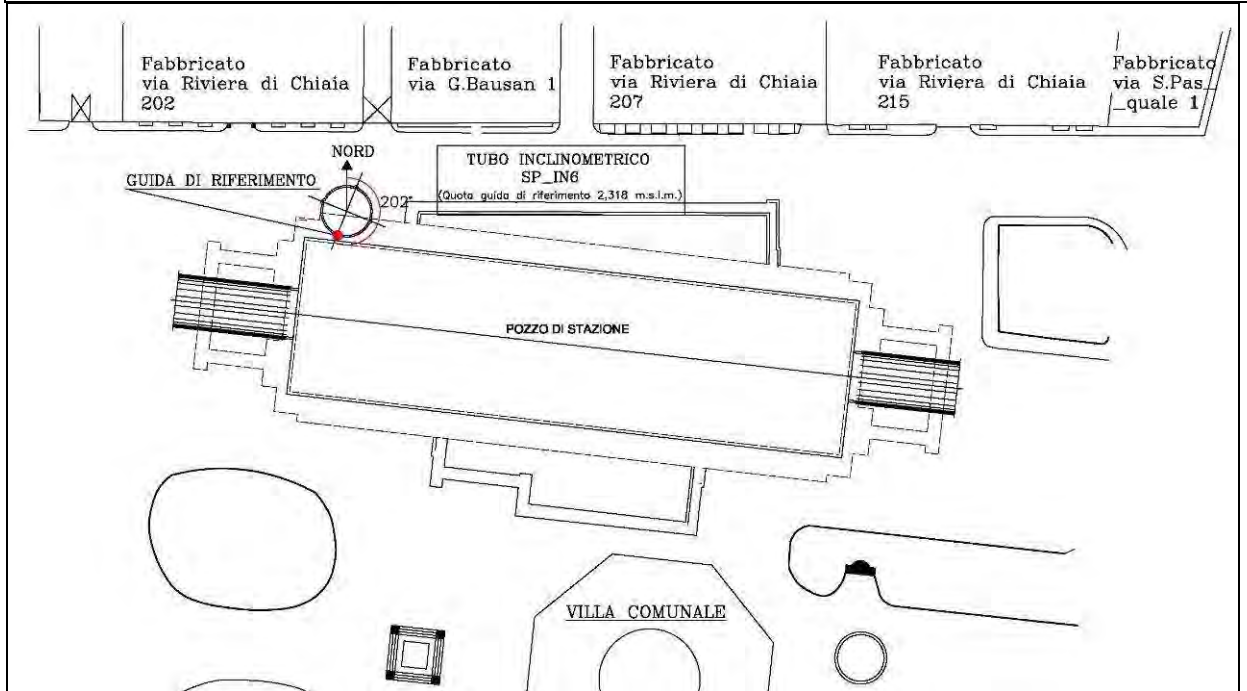 Fabbricato
via Riviera di Chiaia
202
Fabbricato
via G.Bausan 1
Fabbricato
via Riviera di Chiaia
207
Fabbricato
via Riviera di Chiaia
215
Fabbricato
via S.Pas_
_quale 1
NORD
GUIDA DI RIFERIMENTO
202°
TUBO INCLINOMETRICO
SP_IN6
(Quota guida di riferimento 2,318 m.s.l.m.)
POZZO DI STAZIONE
VILLA COMUNALE